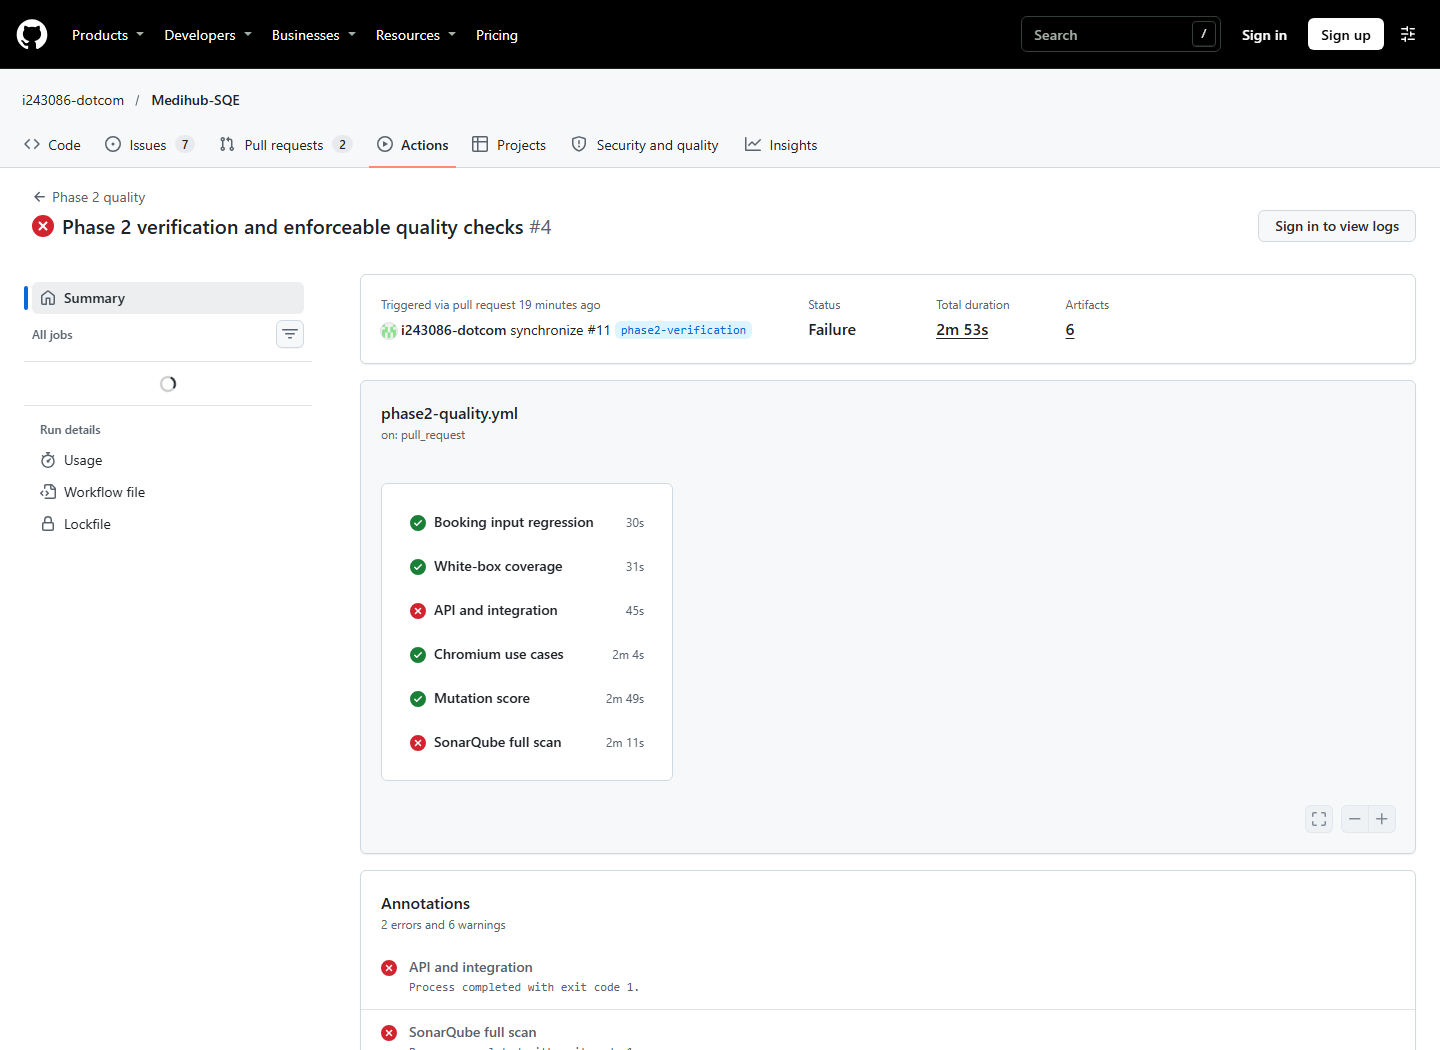 Products Developers Businesses Resources Pricing Search / Sign in Sign up
i243086-dotcom / Medihub-SQE
Code Issues 7 Pull requests 2 Actions Projects Security and quality Insights
Phase 2 quality
Phase 2 verification and enforceable quality checks #4
Sign in to view logs
Summary
All jobs
Run details
Usage
Workflow file
Lockfile
Triggered via pull request 19 minutes ago
i243086-dotcom synchronize #11 phase2-verification
Status
Failure
Total duration
2m 53s
Artifacts
6
phase2-quality.yml
on: pull_request
Booking input regression 30s
White-box coverage 31s
API and integration 45s
Chromium use cases 2m 4s
Mutation score 2m 49s
SonarQube full scan 2m 11s
Annotations
2 errors and 6 warnings
API and integration
Process completed with exit code 1.
SonarQube full scan